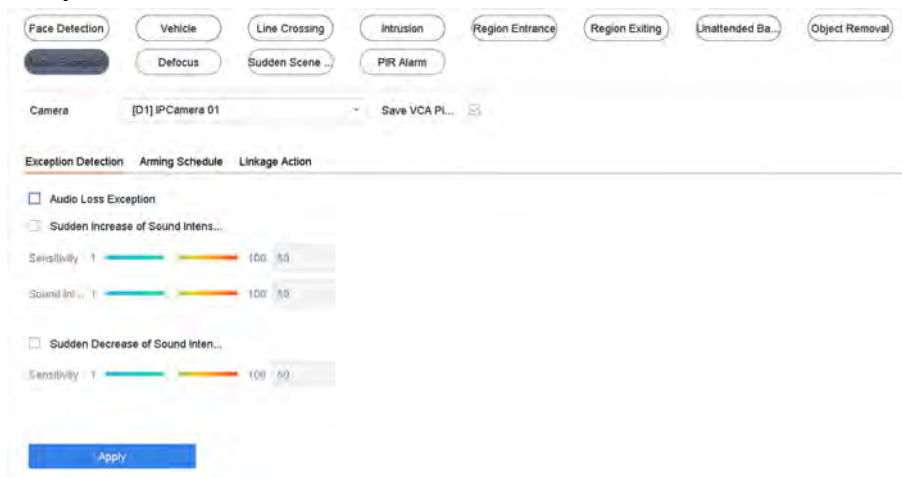 Face Detection Vehicle Line Crossing Intrusion Region Entrance Region Exiting Unattended Ba... Object Removal
Defocus Sudden Scene ... PIR Alarm
Camera [D1] IPCamera 01 Save VCA Pi...
Exception Detection Arming Schedule Linkage Action
Audio Loss Exception
Sudden Increase of Sound Intens...
Sensitivity 1 100 50
Sound Int... 1 100 50
Sudden Decrease of Sound Inten...
Sensitivity 1 100 50
Apply